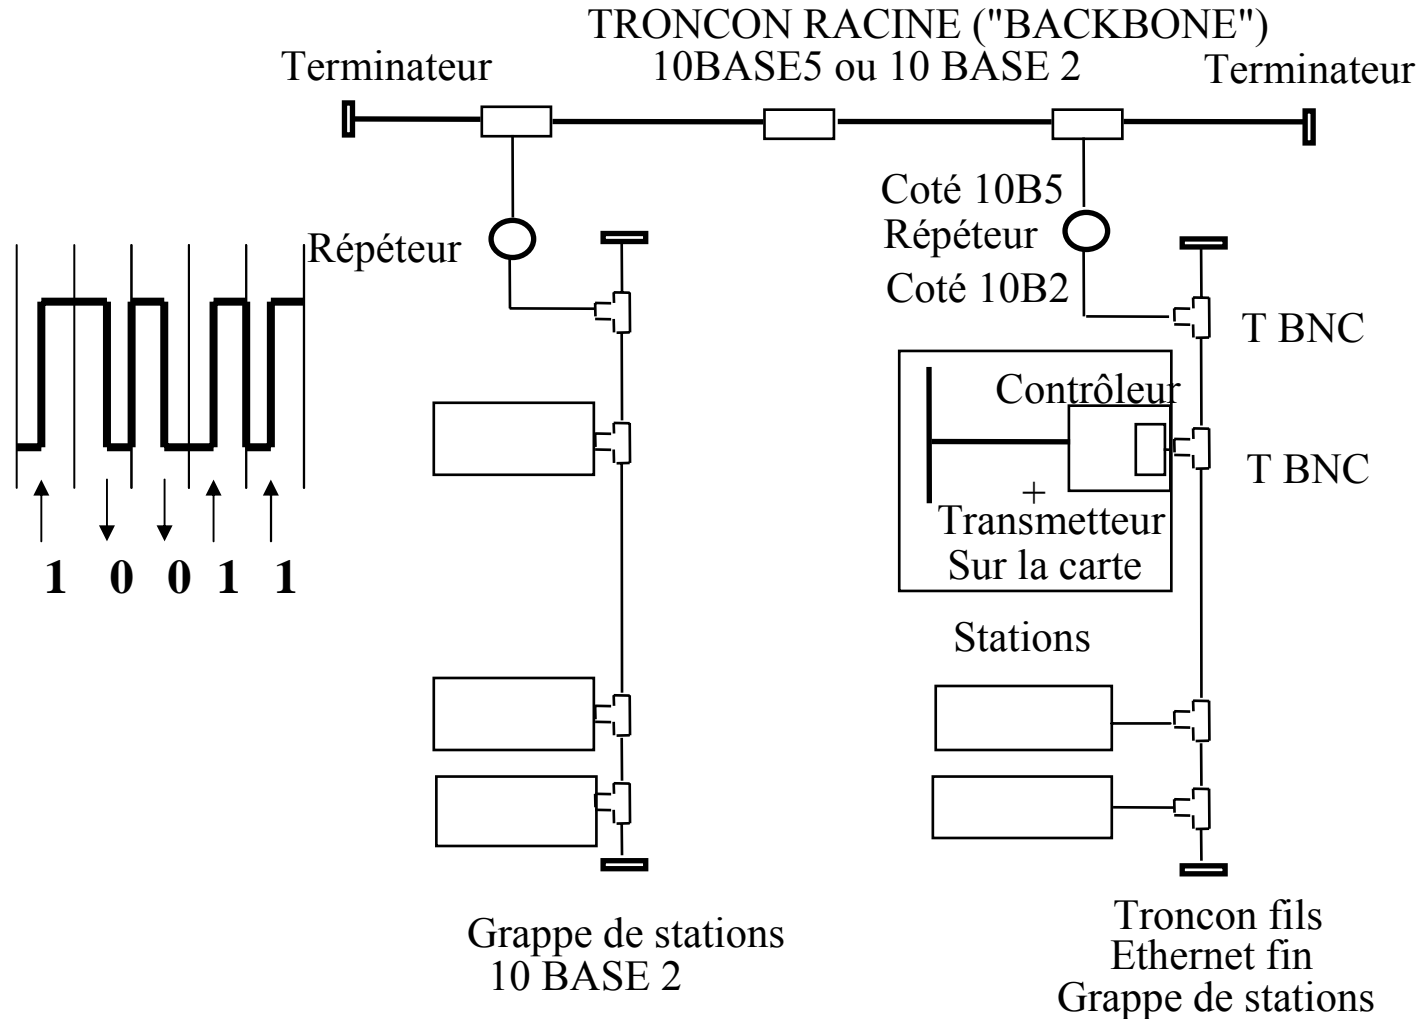 TRONCON RACINE ("BACKBONE")
10BASE5 ou 10 BASE 2
Terminateur
Terminateur
Coté 10B5
Répéteur
Répéteur
Coté 10B2
T BNC
Contrôleur
T BNC
+
Transmetteur
Sur la carte
1 0 0 1 1
Stations
Grappe de stations
10 BASE 2
Troncon fils
Ethernet fin
Grappe de stations